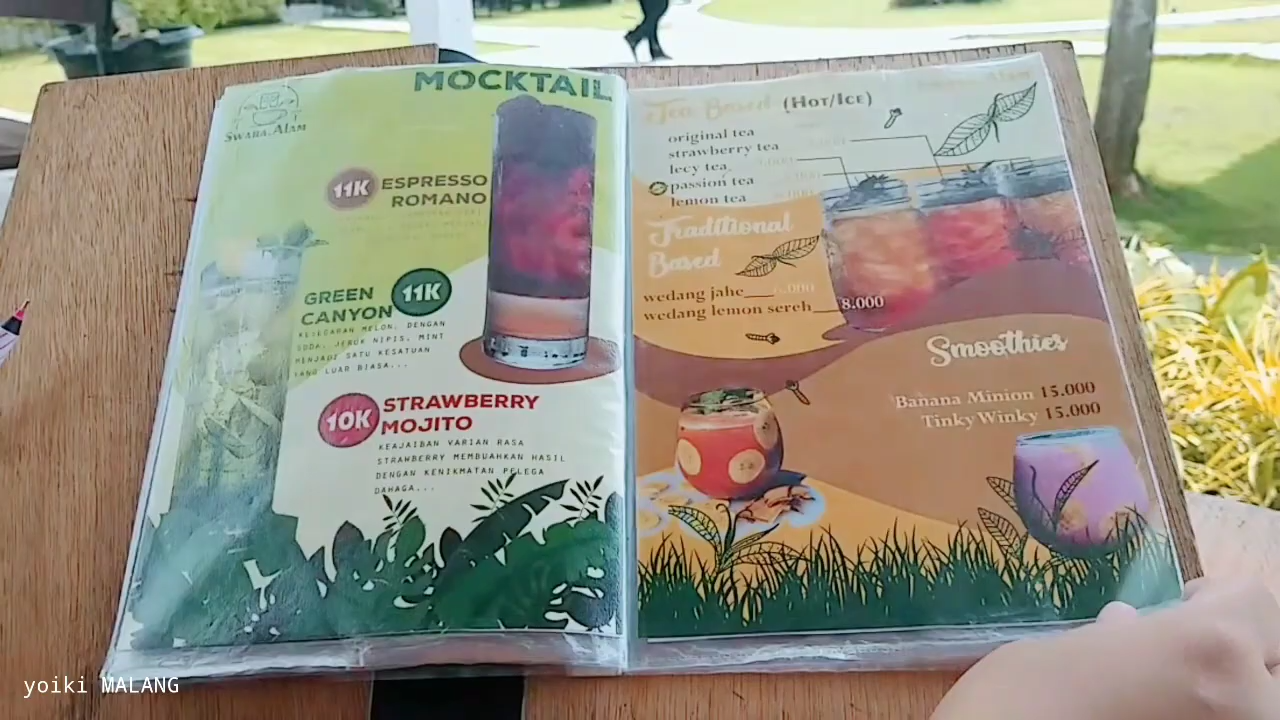 MOCKTAIL
Swara Alam
11K
ESPRESSO
ROMANO
GREEN
CANYON
11K
DENGAN
SODA, JERUK NIPIS, MINT
MENJADI SATU KESATUAN
YANG LUAR BIASA...
10K
STRAWBERRY
MOJITO
KEAJAIBAN VARIAN RASA
STRAWBERRY MEMBUAHKAN HASIL
DENGAN KENIKMATAN PELEGA
DAHAGA...
Tea Based (Hot/Ice)
original tea
strawberry tea
lecy tea
passion tea
lemon tea
Traditional
Based
wedang jahe
wedang lemon sereh 8.000
Smoothies
Banana Minion 15.000
Tinky Winky 15.000
yoiki MALANG